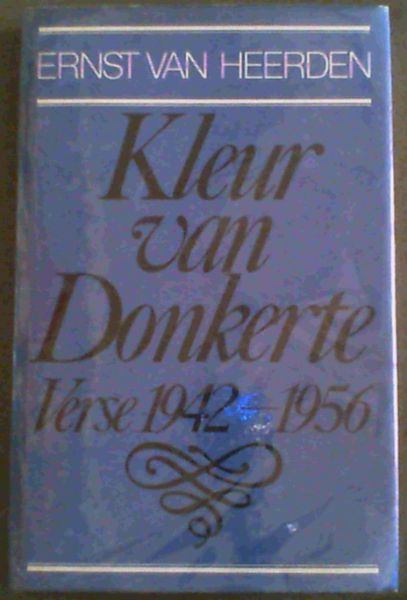 ERNST VAN HEERDEN
Kleur
van
Donkerte
Verse 1942-1956